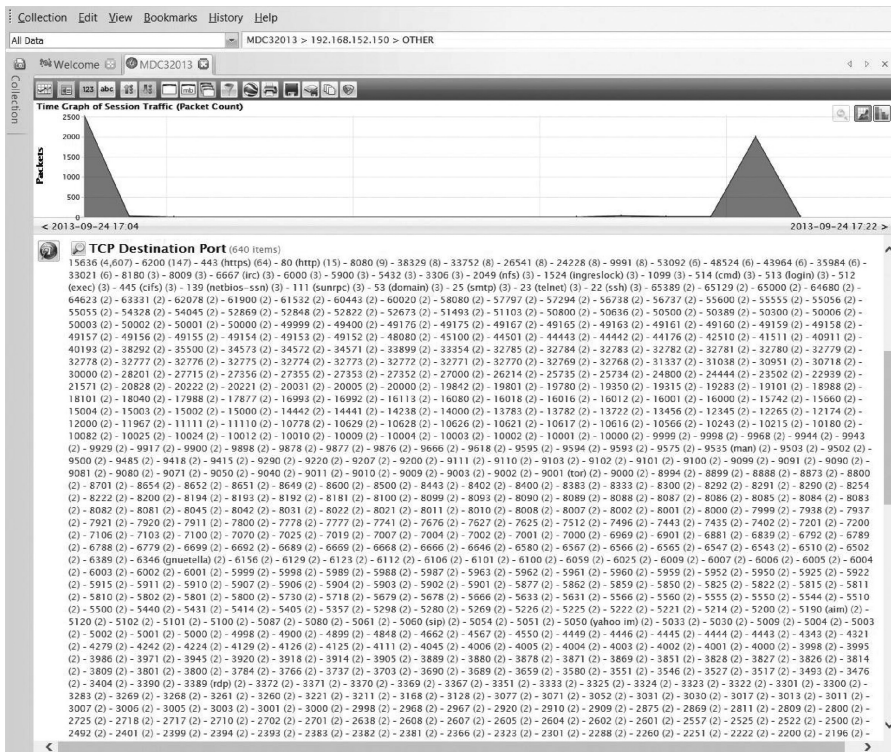 Collection Edit View Bookmarks History Help
All Data MDC32013 > 192.168.152.150 > OTHER
Welcome MDC32013
Collection
123 abc mb
Time Graph of Session Traffic (Packet Count)
2500
2000
1500
1000
500
0
Packets
< 2013-09-24 17:04 2013-09-24 17:22 >
TCP Destination Port (640 items)
15636 (4,607) - 6200 (147) - 443 (https) (64) - 80 (http) (15) - 8080 (9) - 38329 (8) - 33752 (8) - 26541 (8) - 24228 (8) - 9991 (8) - 53092 (6) - 48524 (6) - 43964 (6) - 35984 (6) -
33021 (6) - 8180 (3) - 8009 (3) - 6667 (irc) (3) - 6000 (3) - 5900 (3) - 5432 (3) - 3306 (3) - 2049 (nfs) (3) - 1524 (ingreslock) (3) - 1099 (3) - 514 (cmd) (3) - 513 (login) (3) - 512
(exec) (3) - 445 (cifs) (3) - 139 (netbios-ssn) (3) - 111 (sunrpc) (3) - 53 (domain) (3) - 25 (smtp) (3) - 23 (telnet) (3) - 22 (ssh) (3) - 65389 (2) - 65129 (2) - 65000 (2) - 64680 (2) -
64623 (2) - 63331 (2) - 62078 (2) - 61900 (2) - 61532 (2) - 60443 (2) - 60020 (2) - 58080 (2) - 57797 (2) - 57294 (2) - 56738 (2) - 56737 (2) - 55600 (2) - 55555 (2) - 55056 (2) -
55055 (2) - 54328 (2) - 54045 (2) - 52869 (2) - 52848 (2) - 52822 (2) - 52673 (2) - 51493 (2) - 51103 (2) - 50800 (2) - 50636 (2) - 50500 (2) - 50389 (2) - 50300 (2) - 50006 (2) -
50003 (2) - 50002 (2) - 50001 (2) - 50000 (2) - 49999 (2) - 49400 (2) - 49176 (2) - 49175 (2) - 49167 (2) - 49165 (2) - 49163 (2) - 49161 (2) - 49160 (2) - 49159 (2) - 49158 (2) -
49157 (2) - 49156 (2) - 49155 (2) - 49154 (2) - 49153 (2) - 49152 (2) - 48080 (2) - 45100 (2) - 44501 (2) - 44443 (2) - 44442 (2) - 44176 (2) - 42510 (2) - 41511 (2) - 40911 (2) -
40193 (2) - 38292 (2) - 35500 (2) - 34573 (2) - 34572 (2) - 34571 (2) - 33899 (2) - 33354 (2) - 32785 (2) - 32784 (2) - 32783 (2) - 32782 (2) - 32781 (2) - 32780 (2) - 32779 (2) -
32778 (2) - 32777 (2) - 32776 (2) - 32775 (2) - 32774 (2) - 32773 (2) - 32772 (2) - 32771 (2) - 32770 (2) - 32769 (2) - 32768 (2) - 31337 (2) - 31038 (2) - 30951 (2) - 30718 (2) -
30000 (2) - 28201 (2) - 27715 (2) - 27356 (2) - 27355 (2) - 27353 (2) - 27352 (2) - 27000 (2) - 26214 (2) - 25735 (2) - 25734 (2) - 24800 (2) - 24444 (2) - 23502 (2) - 22939 (2) -
21571 (2) - 20828 (2) - 20222 (2) - 20221 (2) - 20031 (2) - 20005 (2) - 20000 (2) - 19842 (2) - 19801 (2) - 19780 (2) - 19350 (2) - 19315 (2) - 19283 (2) - 19101 (2) - 18988 (2) -
18101 (2) - 18040 (2) - 17988 (2) - 17877 (2) - 16993 (2) - 16992 (2) - 16113 (2) - 16080 (2) - 16018 (2) - 16016 (2) - 16012 (2) - 16001 (2) - 16000 (2) - 15742 (2) - 15660 (2) -
15004 (2) - 15003 (2) - 15002 (2) - 15000 (2) - 14442 (2) - 14441 (2) - 14238 (2) - 14000 (2) - 13783 (2) - 13782 (2) - 13722 (2) - 13456 (2) - 12345 (2) - 12265 (2) - 12174 (2) -
12000 (2) - 11967 (2) - 11111 (2) - 11110 (2) - 10778 (2) - 10629 (2) - 10628 (2) - 10626 (2) - 10621 (2) - 10617 (2) - 10616 (2) - 10566 (2) - 10243 (2) - 10215 (2) - 10180 (2) -
10082 (2) - 10025 (2) - 10024 (2) - 10012 (2) - 10010 (2) - 10009 (2) - 10004 (2) - 10003 (2) - 10002 (2) - 10001 (2) - 10000 (2) - 9999 (2) - 9998 (2) - 9968 (2) - 9944 (2) - 9943
(2) - 9929 (2) - 9917 (2) - 9900 (2) - 9898 (2) - 9878 (2) - 9877 (2) - 9876 (2) - 9666 (2) - 9618 (2) - 9595 (2) - 9594 (2) - 9593 (2) - 9575 (2) - 9535 (man) (2) - 9503 (2) - 9502 (2) -
9500 (2) - 9485 (2) - 9418 (2) - 9415 (2) - 9290 (2) - 9220 (2) - 9207 (2) - 9200 (2) - 9111 (2) - 9110 (2) - 9103 (2) - 9102 (2) - 9101 (2) - 9100 (2) - 9099 (2) - 9091 (2) - 9090 (2) -
9081 (2) - 9080 (2) - 9071 (2) - 9050 (2) - 9040 (2) - 9011 (2) - 9010 (2) - 9009 (2) - 9003 (2) - 9002 (2) - 9001 (tor) (2) - 9000 (2) - 8994 (2) - 8899 (2) - 8888 (2) - 8873 (2) - 8800
(2) - 8701 (2) - 8654 (2) - 8652 (2) - 8651 (2) - 8649 (2) - 8600 (2) - 8500 (2) - 8443 (2) - 8402 (2) - 8400 (2) - 8383 (2) - 8333 (2) - 8300 (2) - 8292 (2) - 8291 (2) - 8290 (2) - 8254
(2) - 8222 (2) - 8200 (2) - 8194 (2) - 8193 (2) - 8192 (2) - 8181 (2) - 8100 (2) - 8099 (2) - 8093 (2) - 8090 (2) - 8089 (2) - 8088 (2) - 8087 (2) - 8086 (2) - 8085 (2) - 8084 (2) - 8083
(2) - 8082 (2) - 8081 (2) - 8045 (2) - 8042 (2) - 8031 (2) - 8022 (2) - 8021 (2) - 8011 (2) - 8010 (2) - 8008 (2) - 8007 (2) - 8002 (2) - 8001 (2) - 8000 (2) - 7999 (2) - 7938 (2) - 7937
(2) - 7921 (2) - 7920 (2) - 7911 (2) - 7800 (2) - 7778 (2) - 7777 (2) - 7741 (2) - 7676 (2) - 7627 (2) - 7625 (2) - 7512 (2) - 7496 (2) - 7443 (2) - 7435 (2) - 7402 (2) - 7201 (2) - 7200
(2) - 7106 (2) - 7103 (2) - 7100 (2) - 7070 (2) - 7025 (2) - 7019 (2) - 7007 (2) - 7004 (2) - 7002 (2) - 7001 (2) - 7000 (2) - 6969 (2) - 6901 (2) - 6881 (2) - 6839 (2) - 6792 (2) - 6789
(2) - 6788 (2) - 6779 (2) - 6699 (2) - 6692 (2) - 6689 (2) - 6669 (2) - 6668 (2) - 6666 (2) - 6646 (2) - 6580 (2) - 6567 (2) - 6566 (2) - 6565 (2) - 6547 (2) - 6543 (2) - 6510 (2) - 6502
(2) - 6389 (2) - 6346 (gnutella) (2) - 6156 (2) - 6129 (2) - 6123 (2) - 6112 (2) - 6106 (2) - 6101 (2) - 6100 (2) - 6059 (2) - 6025 (2) - 6009 (2) - 6007 (2) - 6006 (2) - 6005 (2) - 6004
(2) - 6003 (2) - 6002 (2) - 6001 (2) - 5999 (2) - 5998 (2) - 5989 (2) - 5988 (2) - 5987 (2) - 5963 (2) - 5962 (2) - 5961 (2) - 5960 (2) - 5959 (2) - 5952 (2) - 5950 (2) - 5925 (2) - 5922
(2) - 5915 (2) - 5911 (2) - 5910 (2) - 5907 (2) - 5906 (2) - 5904 (2) - 5903 (2) - 5902 (2) - 5901 (2) - 5877 (2) - 5862 (2) - 5859 (2) - 5850 (2) - 5825 (2) - 5822 (2) - 5815 (2) - 5811
(2) - 5810 (2) - 5802 (2) - 5801 (2) - 5800 (2) - 5730 (2) - 5718 (2) - 5679 (2) - 5678 (2) - 5666 (2) - 5633 (2) - 5631 (2) - 5566 (2) - 5560 (2) - 5555 (2) - 5550 (2) - 5544 (2) - 5510
(2) - 5500 (2) - 5440 (2) - 5431 (2) - 5414 (2) - 5405 (2) - 5357 (2) - 5298 (2) - 5280 (2) - 5269 (2) - 5226 (2) - 5225 (2) - 5222 (2) - 5221 (2) - 5214 (2) - 5200 (2) - 5190 (aim) (2) -
5120 (2) - 5102 (2) - 5101 (2) - 5100 (2) - 5087 (2) - 5080 (2) - 5061 (2) - 5060 (sip) (2) - 5054 (2) - 5051 (2) - 5050 (yahoo im) (2) - 5033 (2) - 5030 (2) - 5009 (2) - 5004 (2) - 5003
(2) - 5002 (2) - 5001 (2) - 5000 (2) - 4998 (2) - 4900 (2) - 4899 (2) - 4848 (2) - 4662 (2) - 4567 (2) - 4550 (2) - 4449 (2) - 4446 (2) - 4445 (2) - 4444 (2) - 4443 (2) - 4343 (2) - 4321
(2) - 4279 (2) - 4242 (2) - 4224 (2) - 4129 (2) - 4126 (2) - 4125 (2) - 4111 (2) - 4045 (2) - 4006 (2) - 4005 (2) - 4004 (2) - 4003 (2) - 4002 (2) - 4001 (2) - 4000 (2) - 3998 (2) - 3995
(2) - 3986 (2) - 3971 (2) - 3945 (2) - 3920 (2) - 3918 (2) - 3914 (2) - 3905 (2) - 3889 (2) - 3880 (2) - 3878 (2) - 3871 (2) - 3869 (2) - 3851 (2) - 3828 (2) - 3827 (2) - 3826 (2) - 3814
(2) - 3809 (2) - 3801 (2) - 3800 (2) - 3784 (2) - 3766 (2) - 3737 (2) - 3703 (2) - 3690 (2) - 3689 (2) - 3659 (2) - 3580 (2) - 3551 (2) - 3546 (2) - 3527 (2) - 3517 (2) - 3493 (2) - 3476
(2) - 3404 (2) - 3390 (2) - 3389 (rdp) (2) - 3372 (2) - 3371 (2) - 3370 (2) - 3369 (2) - 3367 (2) - 3351 (2) - 3333 (2) - 3325 (2) - 3324 (2) - 3323 (2) - 3322 (2) - 3301 (2) - 3300 (2) -
3283 (2) - 3269 (2) - 3268 (2) - 3261 (2) - 3260 (2) - 3221 (2) - 3211 (2) - 3168 (2) - 3128 (2) - 3077 (2) - 3071 (2) - 3052 (2) - 3031 (2) - 3030 (2) - 3017 (2) - 3013 (2) - 3011 (2) -
3007 (2) - 3006 (2) - 3005 (2) - 3003 (2) - 3001 (2) - 3000 (2) - 2998 (2) - 2968 (2) - 2967 (2) - 2920 (2) - 2910 (2) - 2909 (2) - 2875 (2) - 2869 (2) - 2811 (2) - 2809 (2) - 2800 (2) -
2725 (2) - 2718 (2) - 2717 (2) - 2710 (2) - 2702 (2) - 2701 (2) - 2638 (2) - 2608 (2) - 2607 (2) - 2605 (2) - 2604 (2) - 2602 (2) - 2601 (2) - 2557 (2) - 2525 (2) - 2522 (2) - 2500 (2) -
2492 (2) - 2401 (2) - 2399 (2) - 2394 (2) - 2393 (2) - 2383 (2) - 2382 (2) - 2381 (2) - 2366 (2) - 2323 (2) - 2301 (2) - 2288 (2) - 2260 (2) - 2251 (2) - 2222 (2) - 2200 (2) - 2196 (2) -